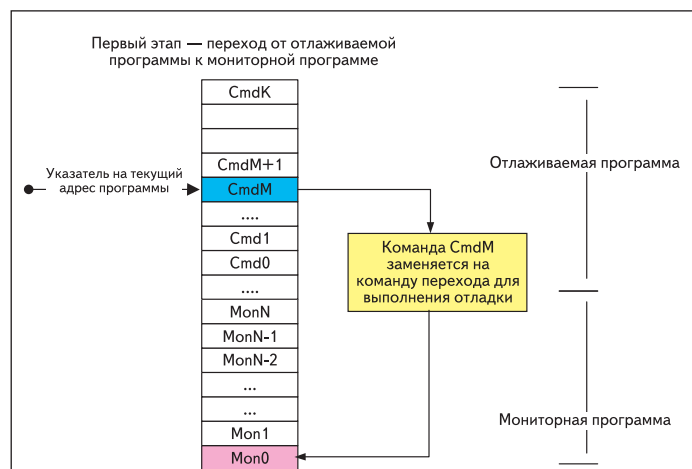 Первый этап — переход от отлаживаемой
программы к мониторной программе
CmdK
CmdM+1
Указатель на текущий
адрес программы
CmdM
....
Cmd1
Cmd0
....
MonN
MonN-1
MonN-2
...
...
Mon1
Mon0
Команда CmdM
заменяется на
команду перехода для
выполнения отладки
Отлаживаемая программа
Мониторная программа